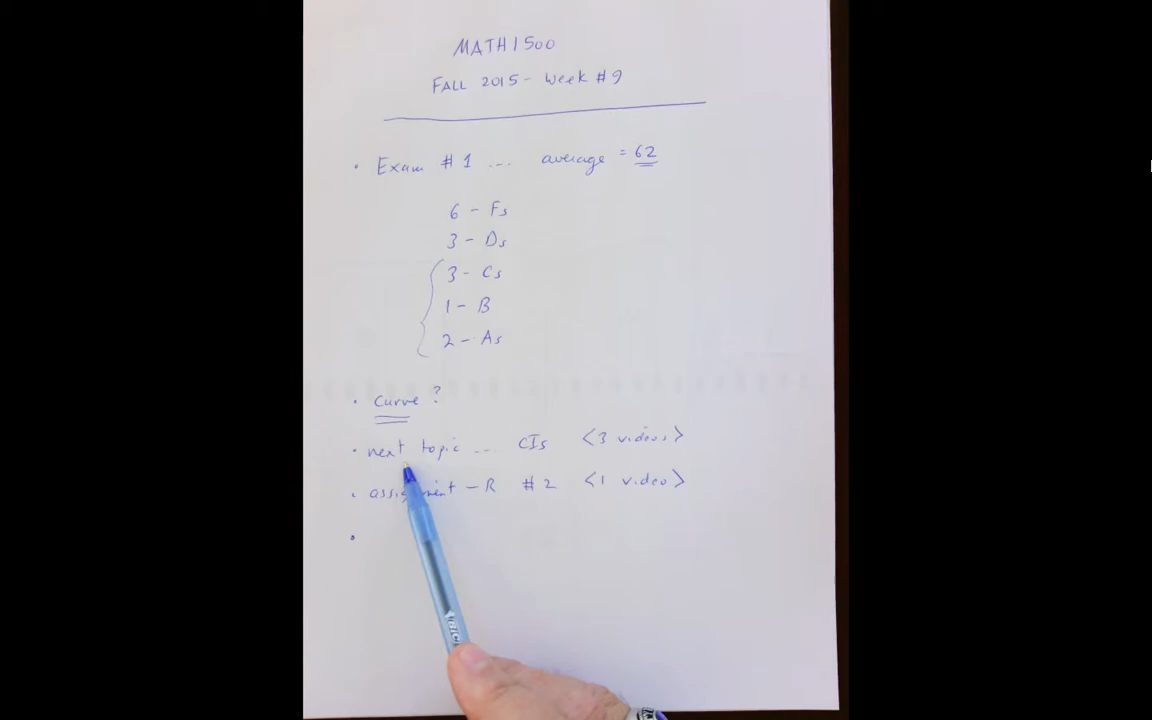 MATH 1500
FALL 2015 - Week #9
• Exam #1 ... average = 62
6 - Fs
3 - Ds
3 - Cs
1 - B
2 - As
• Curve ?
• next topic ... CIs <3 videos>
• assignment - R #2 <1 video>
•
BIC